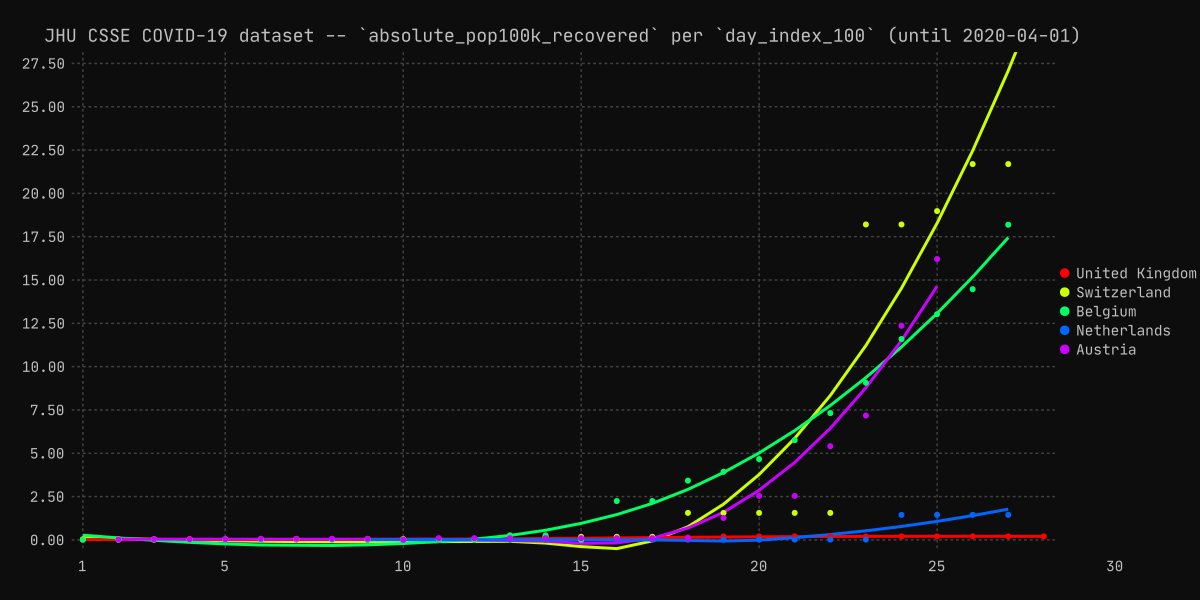 JHU CSSE COVID-19 dataset -- `absolute_pop100k_recovered` per `day_index_100` (until 2020-04-01)
27.50
25.00
22.50
20.00
17.50
15.00
12.50
10.00
7.50
5.00
2.50
0.00
1 5 10 15 20 25 30
United Kingdom
Switzerland
Belgium
Netherlands
Austria